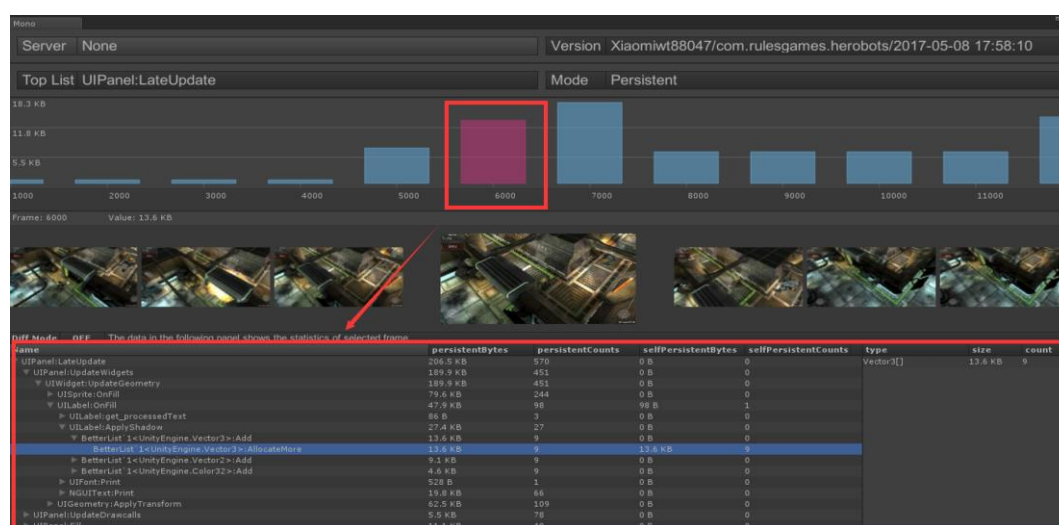 Mono
Server None Version Xiaomiwt88047/com.rulesgames.herobots/2017-05-08 17:58:10
Top List UIPanel:LateUpdate Mode Persistent
18.3 KB
11.8 KB
5.5 KB
1000 2000 3000 4000 5000 6000 7000 8000 9000 10000 11000
Frame: 6000 Value: 13.6 KB
Diff Mode OFF The data in the following panel shows the statistics of selected frame
Name persistentBytes persistentCounts selfPersistentBytes selfPersistentCounts type size count
UIPanel:LateUpdate 206.5 KB 570 0 B 0 Vector3[] 13.6 KB 9
UIPanel:UpdateWidgets 189.9 KB 451 0 B 0
UIWidget:UpdateGeometry 189.9 KB 451 0 B 0
UISprite:OnFill 79.6 KB 244 0 B 0
UILabel:OnFill 47.9 KB 98 98 B 1
UILabel:get_processedText 86 B 3 0 B 0
UILabel:ApplyShadow 27.4 KB 27 0 B 0
BetterList`1<UnityEngine.Vector3>:Add 13.6 KB 9 0 B 0
BetterList`1<UnityEngine.Vector3>:AllocateMore 13.6 KB 9 13.6 KB 9
BetterList`1<UnityEngine.Vector2>:Add 9.1 KB 9 0 B 0
BetterList`1<UnityEngine.Color32>:Add 4.6 KB 9 0 B 0
UIFont:Print 528 B 1 0 B 0
NGUIText:Print 19.8 KB 66 0 B 0
UIGeometry:ApplyTransform 62.5 KB 109 0 B 0
UIPanel:UpdateDrawcalls 5.5 KB 78 0 B 0